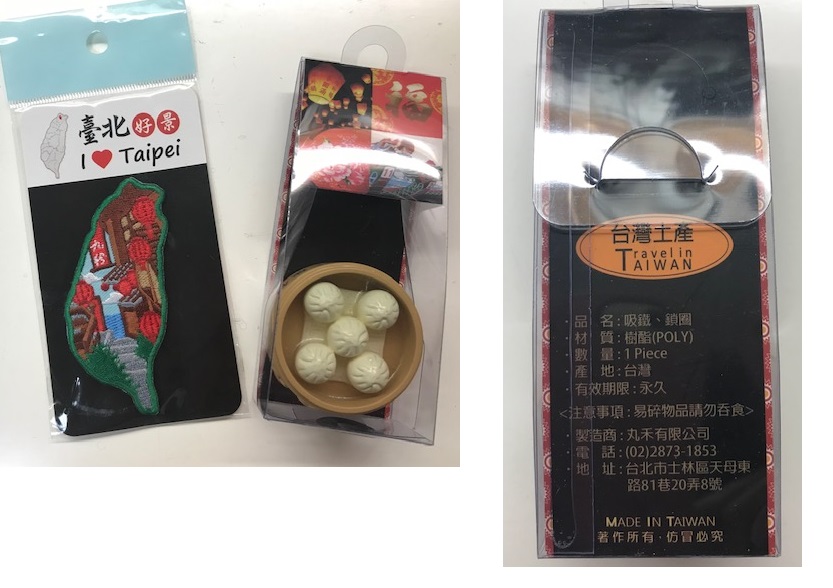 臺北好景
I ♥ Taipei
九份
福
台灣土產
Travel in
TAIWAN
品 名:吸鐵、鎖圈
材 質:樹酯(POLY)
數 量:1 Piece
產 地:台灣
有效期限:永久
<注意事項:易碎物品請勿吞食>
製造商:丸禾有限公司
電 話:(02)2873-1853
地 址:台北市士林區天母東
路81巷20弄8號
MADE IN TAIWAN
著作所有,仿冒必究